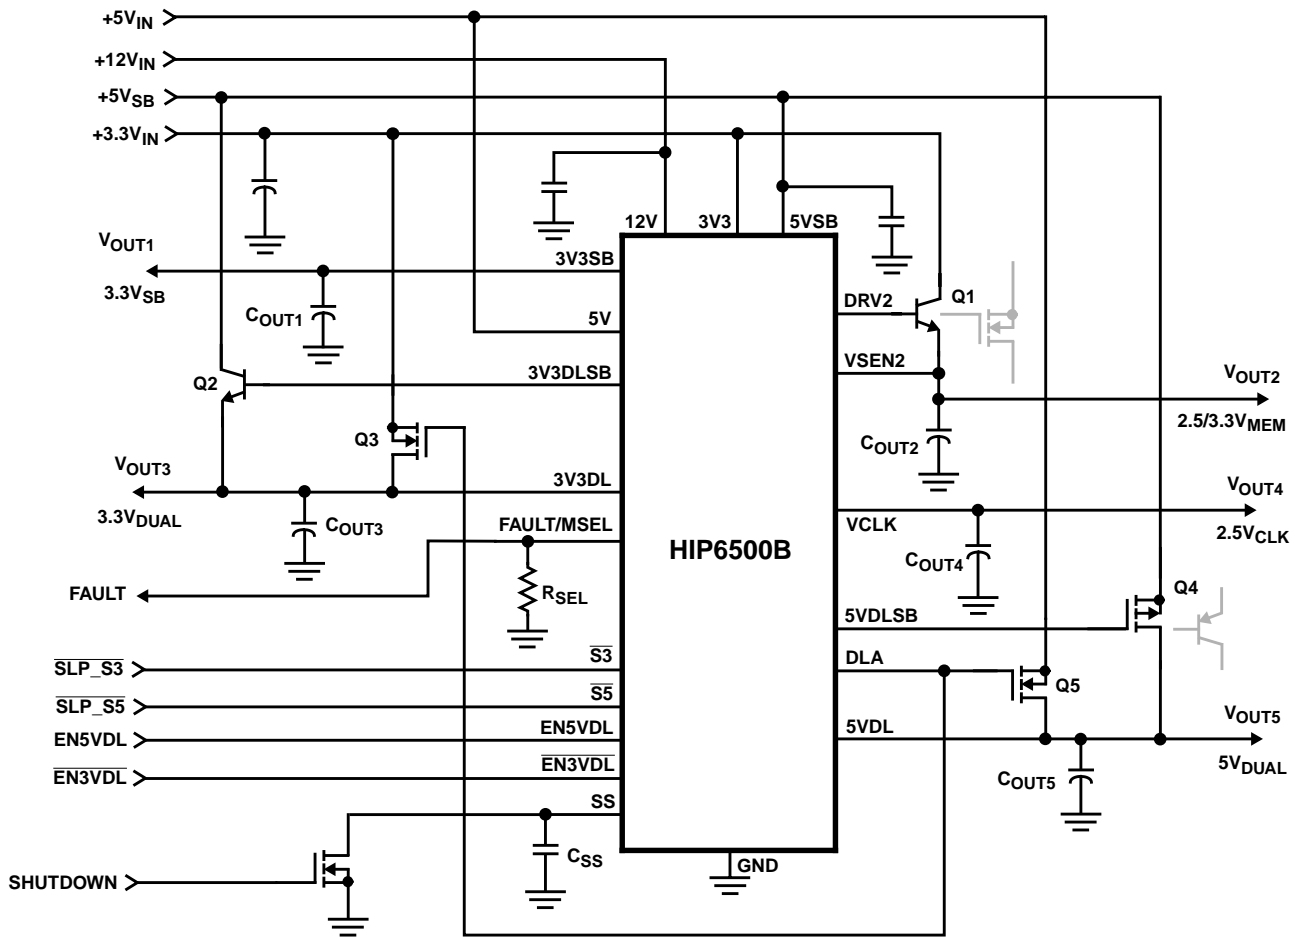 +5VIN
+12VIN
+5VSB
+3.3VIN
12V
3V3
5VSB
VOUT1
3.3VSB
COUT1
3V3SB
5V
DRV2
Q1
VSEN2
Q2
3V3DLSB
VOUT2
2.5/3.3VMEM
COUT2
Q3
VOUT3
3.3VDUAL
COUT3
3V3DL
FAULT/MSEL
HIP6500B
VCLK
VOUT4
2.5VCLK
COUT4
FAULT
RSEL
Q4
5VDLSB
SLP_S3
S3
DLA
Q5
SLP_S5
S5
EN5VDL
EN5VDL
5VDL
VOUT5
5VDUAL
COUT5
EN3VDL
EN3VDL
SS
CSS
GND
SHUTDOWN